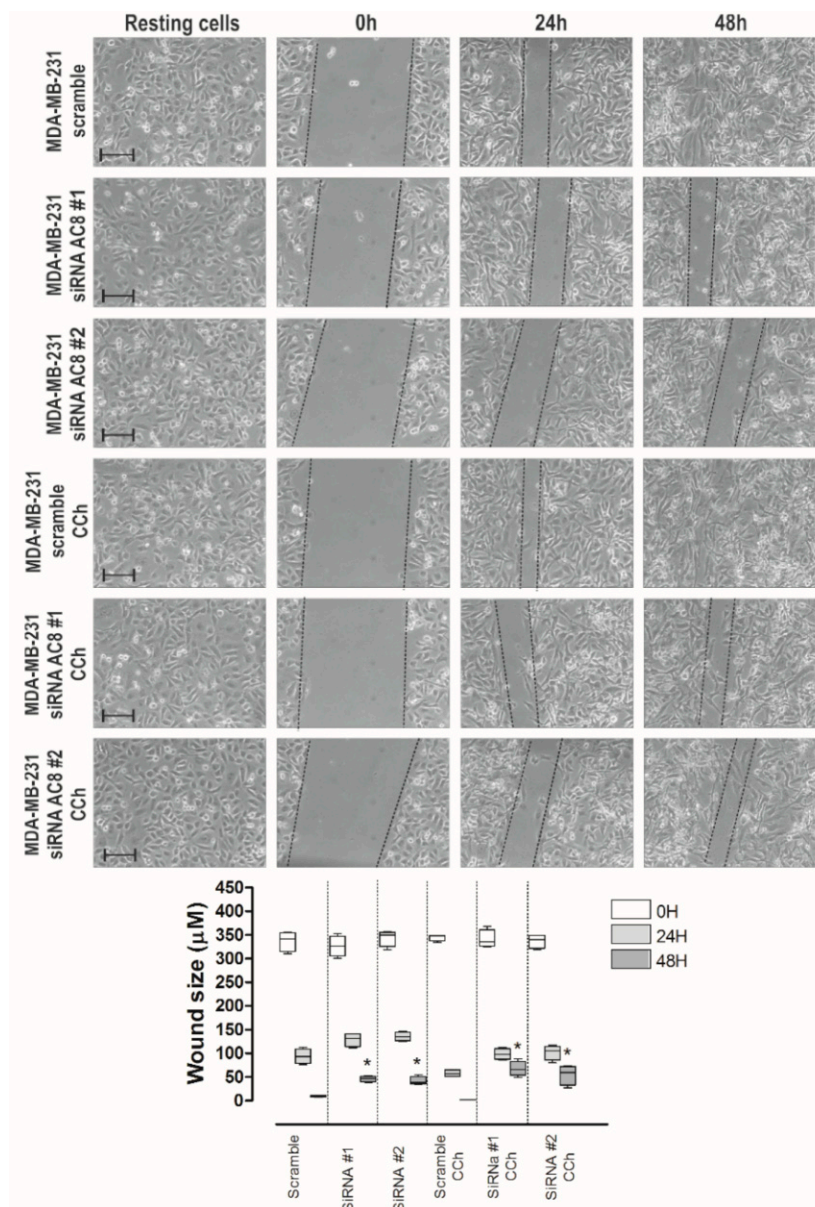 Resting cells 0h 24h 48h
MDA-MB-231
scramble
MDA-MB-231
siRNA AC8 #1
MDA-MB-231
siRNA AC8 #2
MDA-MB-231
scramble
CCh
MDA-MB-231
siRNA AC8 #1
CCh
MDA-MB-231
siRNA AC8 #2
CCh
Wound size (µM)
450
400
350
300
250
200
150
100
50
0
* * * *
0H
24H
48H
Scramble
SiRNA #1
SiRNA #2
Scramble
CCh
SiRNa #1
CCh
SiRNA #2
CCh